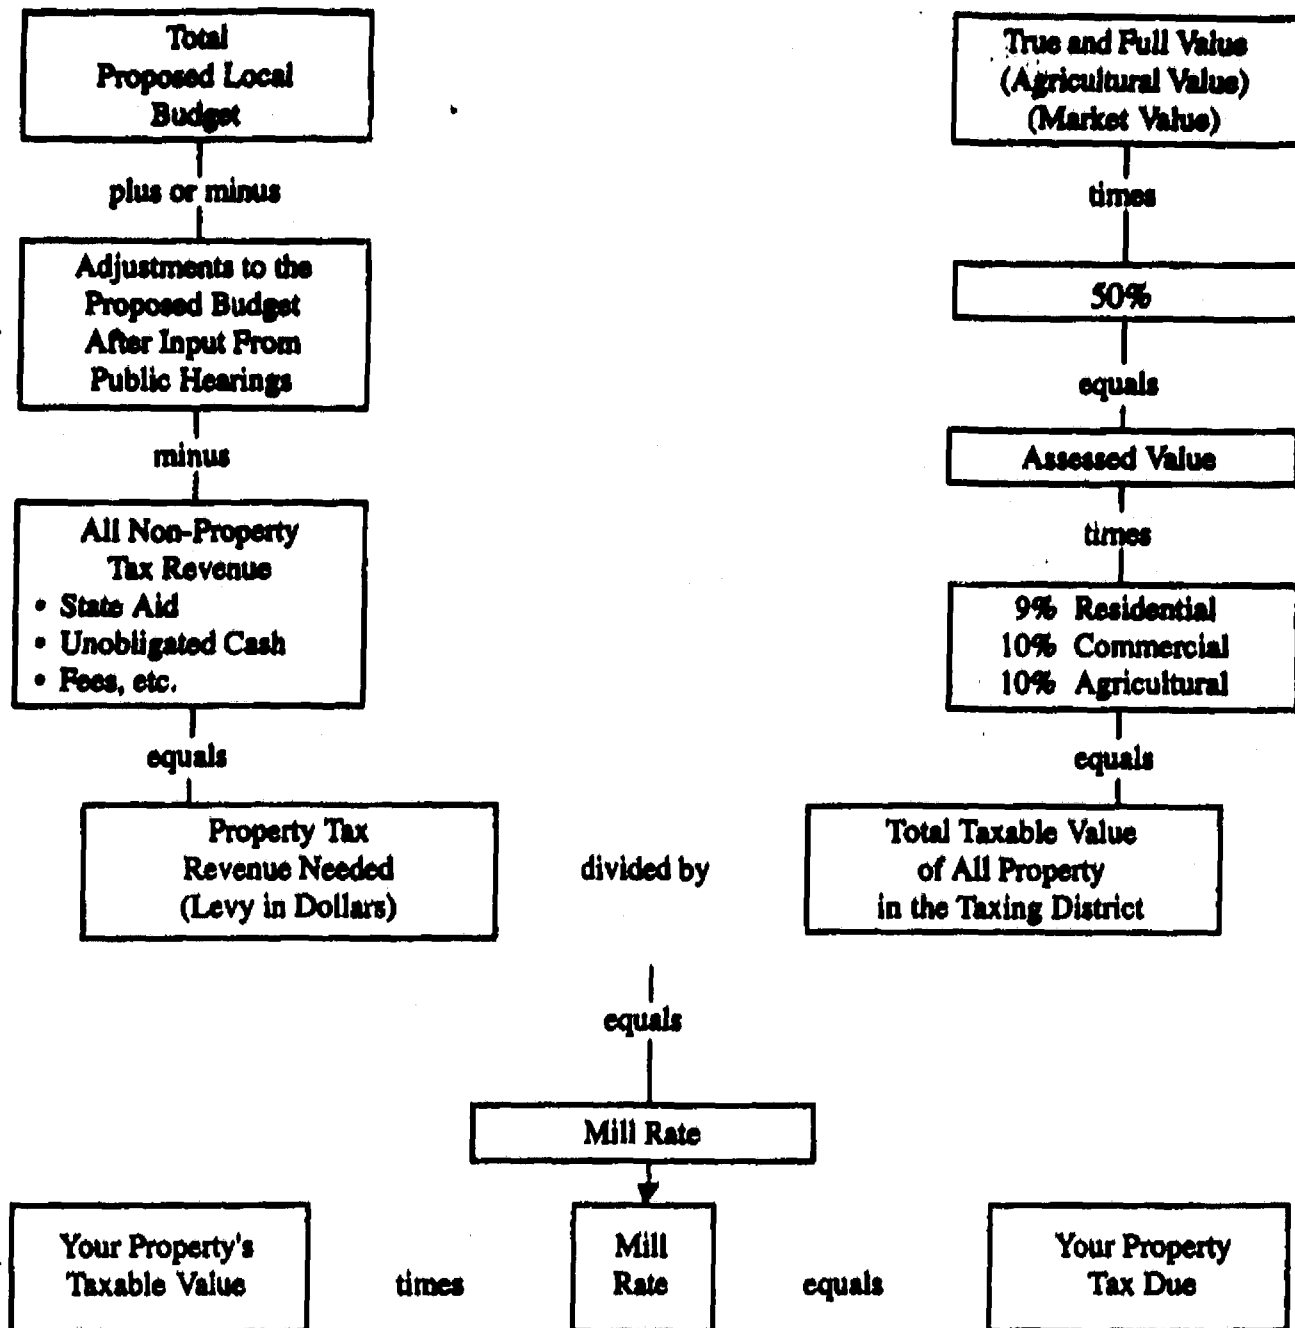 Total
Proposed Local
Budget
plus or minus
Adjustments to the
Proposed Budget
After Input From
Public Hearings
minus
All Non-Property
Tax Revenue
• State Aid
• Unobligated Cash
• Fees, etc.
equals
Property Tax
Revenue Needed
(Levy in Dollars)
divided by
True and Full Value
(Agricultural Value)
(Market Value)
times
50%
equals
Assessed Value
times
9% Residential
10% Commercial
10% Agricultural
equals
Total Taxable Value
of All Property
in the Taxing District
equals
Mill Rate
Your Property's
Taxable Value
times
Mill
Rate
equals
Your Property
Tax Due